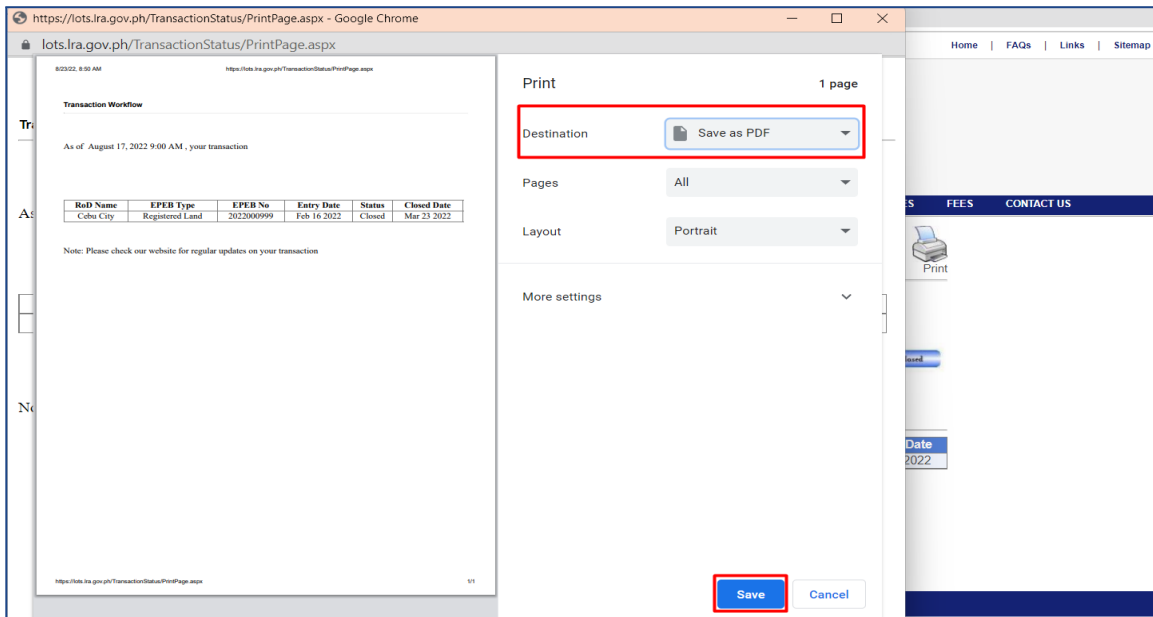 https://lots.lra.gov.ph/TransactionStatus/PrintPage.aspx - Google Chrome
lots.lra.gov.ph/TransactionStatus/PrintPage.aspx
Home | FAQs | Links | Sitemap
8/23/22, 8:50 AM https://lots.lra.gov.ph/TransactionStatus/PrintPage.aspx
Print 1 page
Transaction Workflow
Tra
Destination Save as PDF
As of August 17, 2022 9:00 AM , your transaction
Pages All
RoD Name EPEB Type EPEB No Entry Date Status Closed Date
Cebu City Registered Land 2022000999 Feb 16 2022 Closed Mar 23 2022
As
ES FEES CONTACT US
Layout Portrait
Note: Please check our website for regular updates on your transaction
Print
More settings
No
Date
2022
https://lots.lra.gov.ph/TransactionStatus/PrintPage.aspx 1/1
Save Cancel